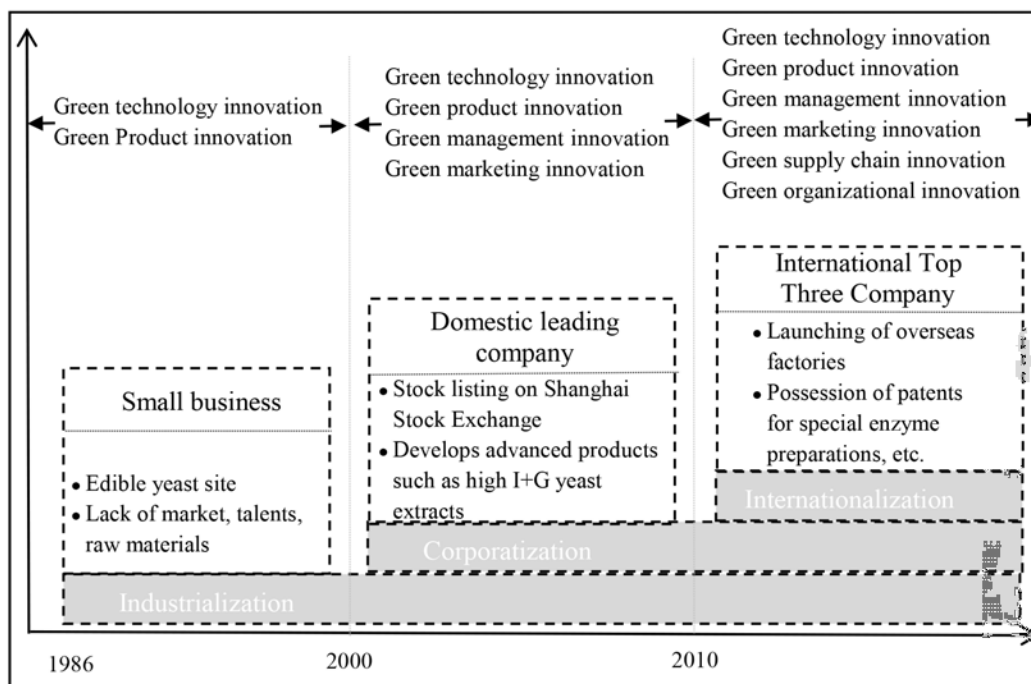 Green technology innovation
Green Product innovation
Green technology innovation
Green product innovation
Green management innovation
Green marketing innovation
Green technology innovation
Green product innovation
Green management innovation
Green marketing innovation
Green supply chain innovation
Green organizational innovation
Small business
• Edible yeast site
• Lack of market, talents,
raw materials
Domestic leading
company
• Stock listing on Shanghai
Stock Exchange
• Develops advanced products
such as high I+G yeast
extracts
International Top
Three Company
• Launching of overseas
factories
• Possession of patents
for special enzyme
preparations, etc.
Internationalization
Corporatization
Industrialization
1986
2000
2010